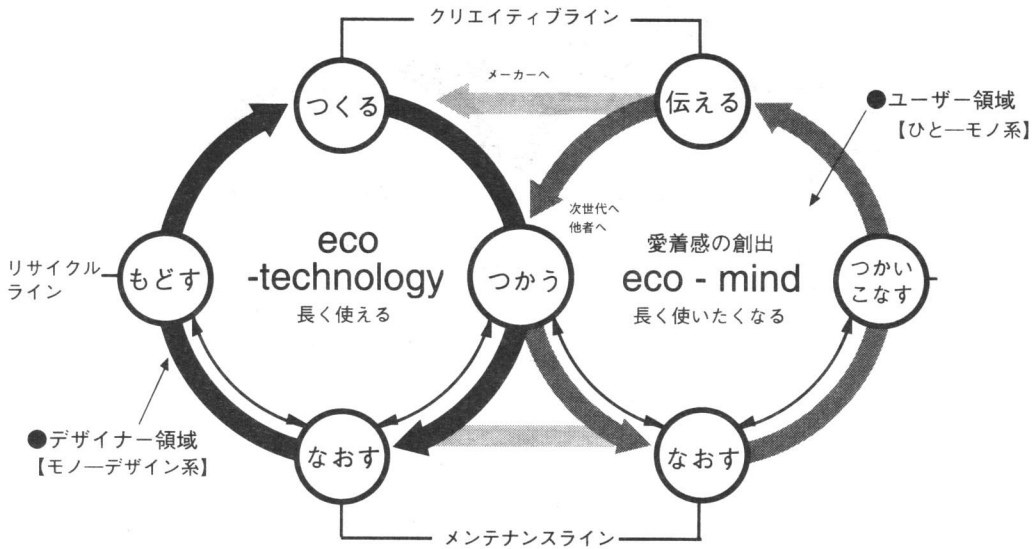 クリエイティブライン
メーカーへ
つくる
伝える
●ユーザー領域
【ひと―モノ系】
次世代へ
他者へ
eco
-technology
長く使える
愛着感の創出
eco - mind
長く使いたくなる
リサイクル
ライン
もどす
つかう
つかい
こなす
●デザイナー領域
【モノ―デザイン系】
なおす
なおす
メンテナンスライン